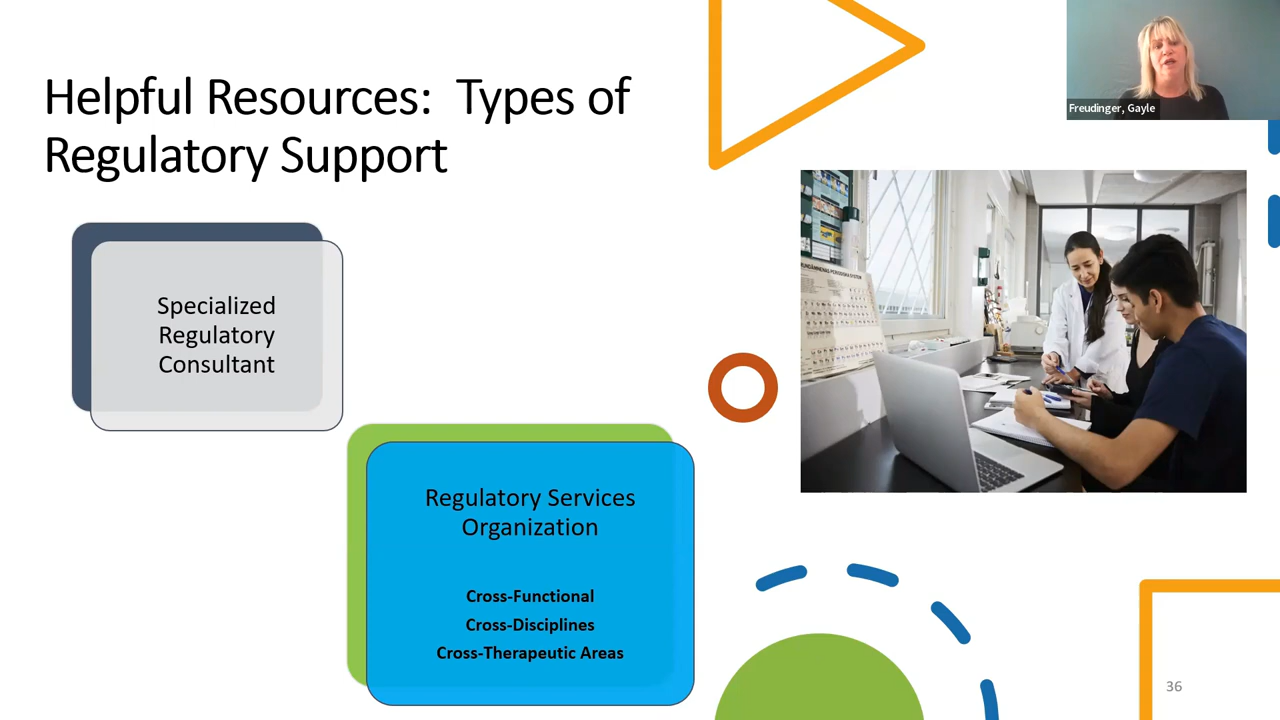 Helpful Resources:  Types of
Regulatory Support
Freudinger, Gayle
Specialized
Regulatory
Consultant
Regulatory Services
Organization
Cross-Functional
Cross-Disciplines
Cross-Therapeutic Areas
36